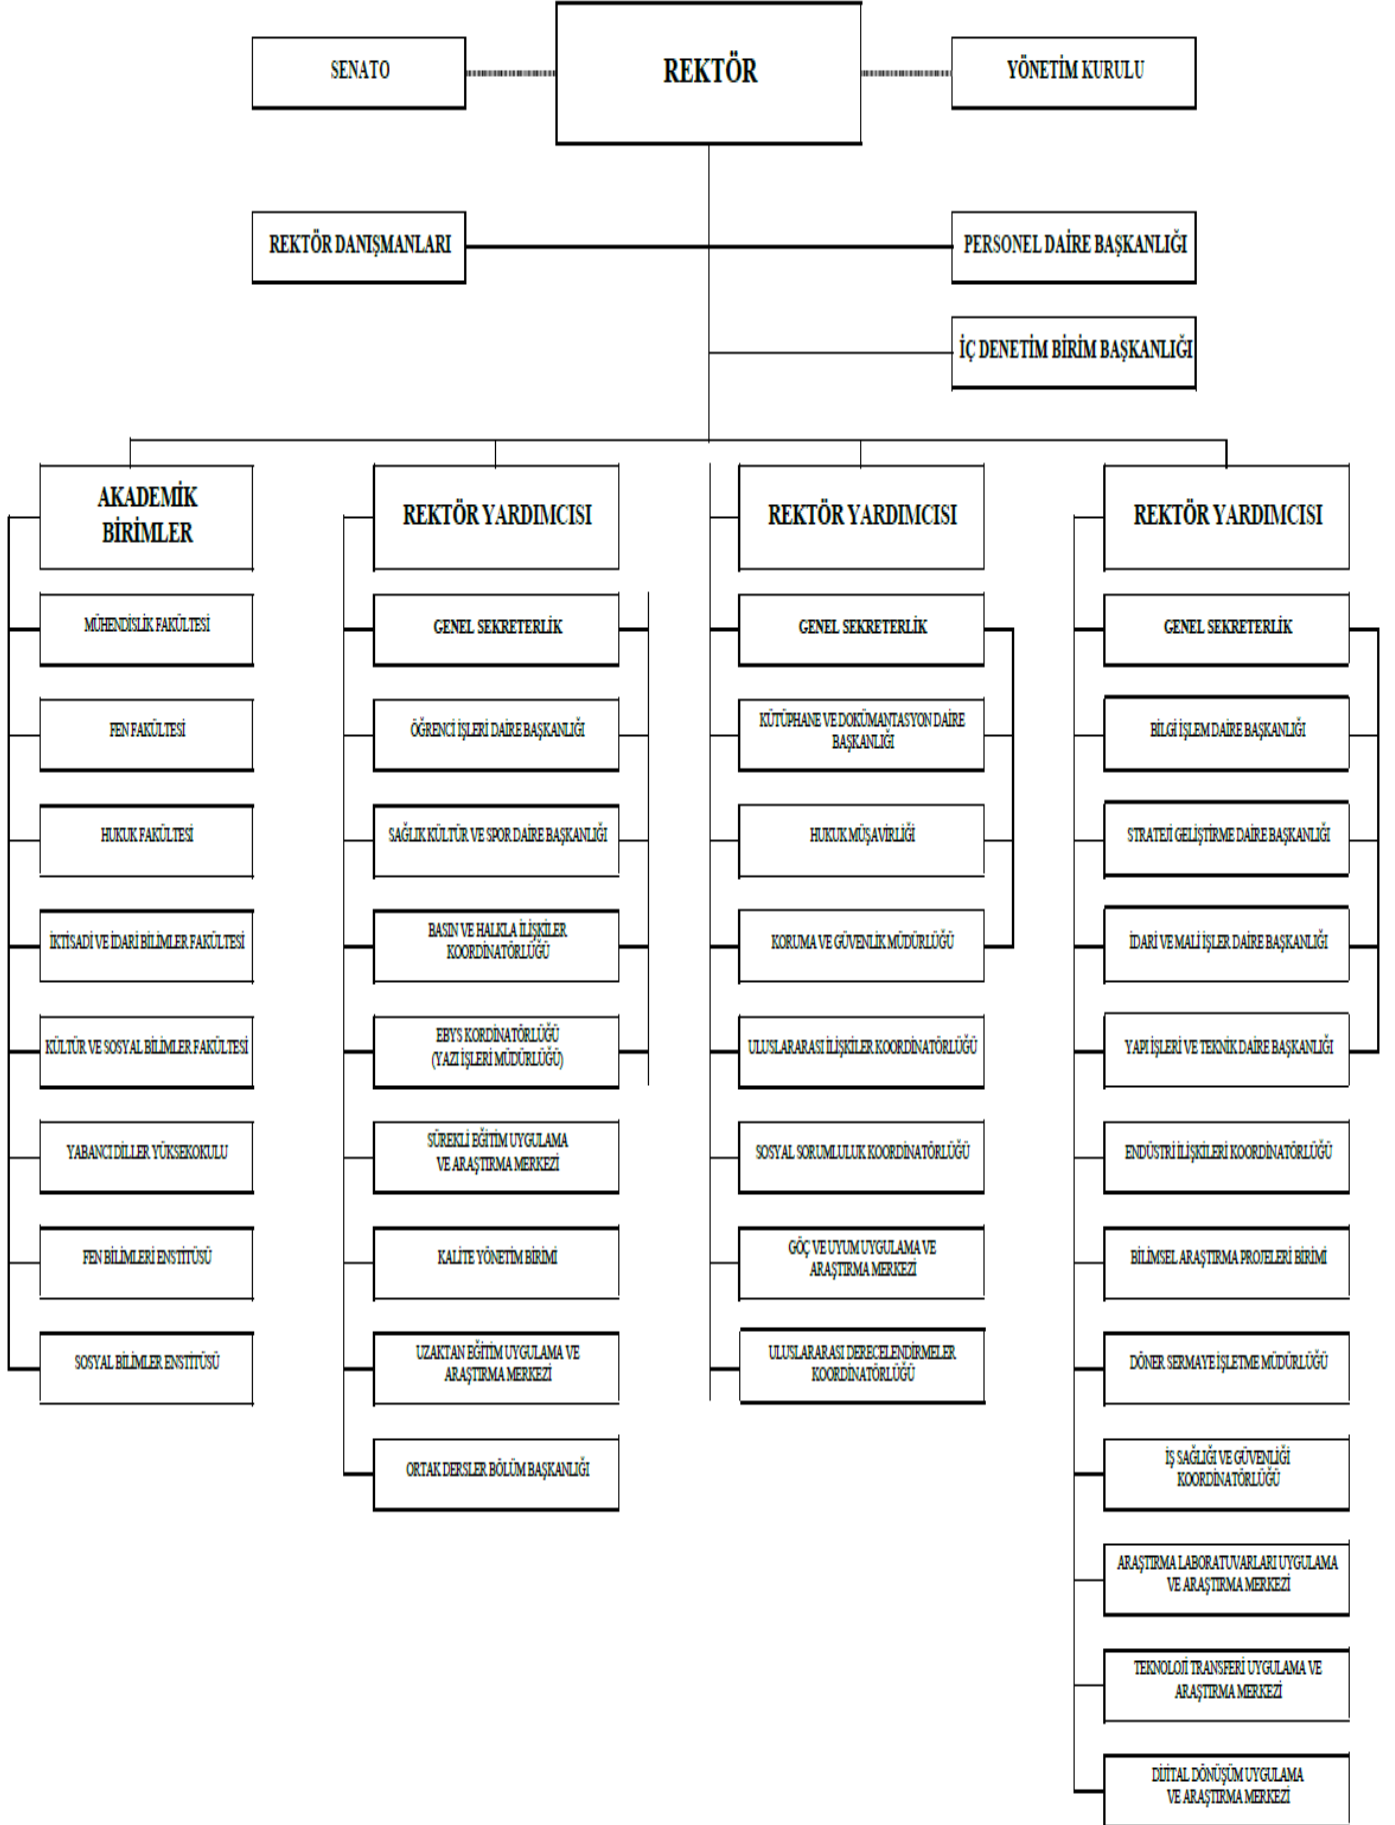 SENATO
REKTÖR
YÖNETİM KURULU
REKTÖR DANIŞMANLARI
PERSONEL DAİRE BAŞKANLIĞI
İÇ DENETİM BİRİM BAŞKANLIĞI
AKADEMİK
BİRİMLER
MÜHENDİSLİK FAKÜLTESİ
FEN FAKÜLTESİ
HUKUK FAKÜLTESİ
İKTİSADİ VE İDARİ BİLİMLER FAKÜLTESİ
KÜLTÜR VE SOSYAL BİLİMLER FAKÜLTESİ
YABANCI DİLLER YÜKSEKOKULU
FEN BİLİMLERİ ENSTİTÜSÜ
SOSYAL BİLİMLER ENSTİTÜSÜ
REKTÖR YARDIMCISI
GENEL SEKRETERLİK
ÖĞRENCİ İŞLERİ DAİRE BAŞKANLIĞI
SAĞLIK KÜLTÜR VE SPOR DAİRE BAŞKANLIĞI
BASIN VE HALKLA İLİŞKİLER
KOORDİNATÖRLÜĞÜ
EBYS KORDİNATÖRLÜĞÜ
(YAZI İŞLERİ MÜDÜRLÜĞÜ)
SÜREKLİ EĞİTİM UYGULAMA
VE ARAŞTIRMA MERKEZİ
KALİTE YÖNETİM BİRİMİ
UZAKTAN EĞİTİM UYGULAMA VE
ARAŞTIRMA MERKEZİ
ORTAK DERSLER BÖLÜM BAŞKANLIĞI
REKTÖR YARDIMCISI
GENEL SEKRETERLİK
KÜTÜPHANE VE DOKÜMANTASYON DAİRE
BAŞKANLIĞI
HUKUK MÜŞAVİRLİĞİ
KORUMA VE GÜVENLİK MÜDÜRLÜĞÜ
ULUSLARARASI İLİŞKİLER KOORDİNATÖRLÜĞÜ
SOSYAL SORUMLULUK KOORDİNATÖRLÜĞÜ
GÖÇ VE UYUM UYGULAMA VE
ARAŞTIRMA MERKEZİ
ULUSLARARASI DERECELENDİRMELER
KOORDİNATÖRLÜĞÜ
REKTÖR YARDIMCISI
GENEL SEKRETERLİK
BİLGİ İŞLEM DAİRE BAŞKANLIĞI
STRATEJİ GELİŞTİRME DAİRE BAŞKANLIĞI
İDARİ VE MALİ İŞLER DAİRE BAŞKANLIĞI
YAPI İŞLERİ VE TEKNİK DAİRE BAŞKANLIĞI
ENDÜSTRİ İLİŞKİLERİ KOORDİNATÖRLÜĞÜ
BİLİMSEL ARAŞTIRMA PROJELERİ BİRİMİ
DÖNER SERMAYE İŞLETME MÜDÜRLÜĞÜ
İŞ SAĞLIĞI VE GÜVENLİĞİ
KOORDİNATÖRLÜĞÜ
ARAŞTIRMA LABORATUVARLARI UYGULAMA
VE ARAŞTIRMA MERKEZİ
TEKNOLOJİ TRANSFERİ UYGULAMA VE
ARAŞTIRMA MERKEZİ
DİJİTAL DÖNÜŞÜM UYGULAMA
VE ARAŞTIRMA MERKEZİ